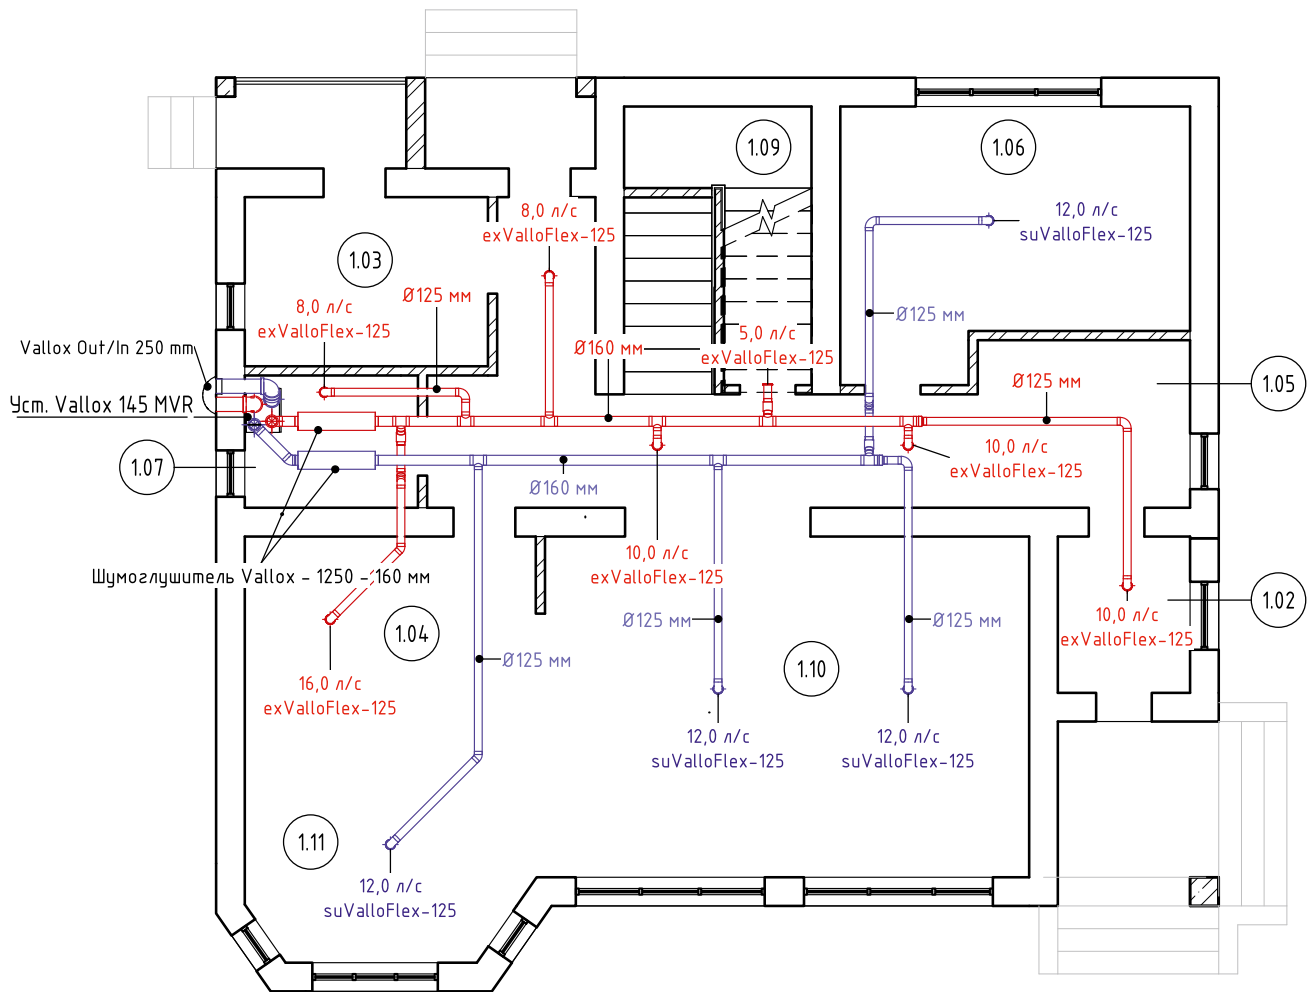 1.09
1.06
8,0 л/с
exValloFlex-125
12,0 л/с
suValloFlex-125
1.03
8,0 л/с
exValloFlex-125
Ø125 мм
Ø125 мм
Vallox Out/In 250 mm
Ø160 мм
5,0 л/с
exValloFlex-125
Ø125 мм
1.05
Уст. Vallox 145 MVR
1.07
10,0 л/с
exValloFlex-125
Ø160 мм
10,0 л/с
exValloFlex-125
Шумоглушитель Vallox - 1250 - 160 мм
1.02
10,0 л/с
exValloFlex-125
1.04
Ø125 мм
Ø125 мм
Ø125 мм
1.10
16,0 л/с
exValloFlex-125
12,0 л/с
suValloFlex-125
12,0 л/с
suValloFlex-125
1.11
12,0 л/с
suValloFlex-125